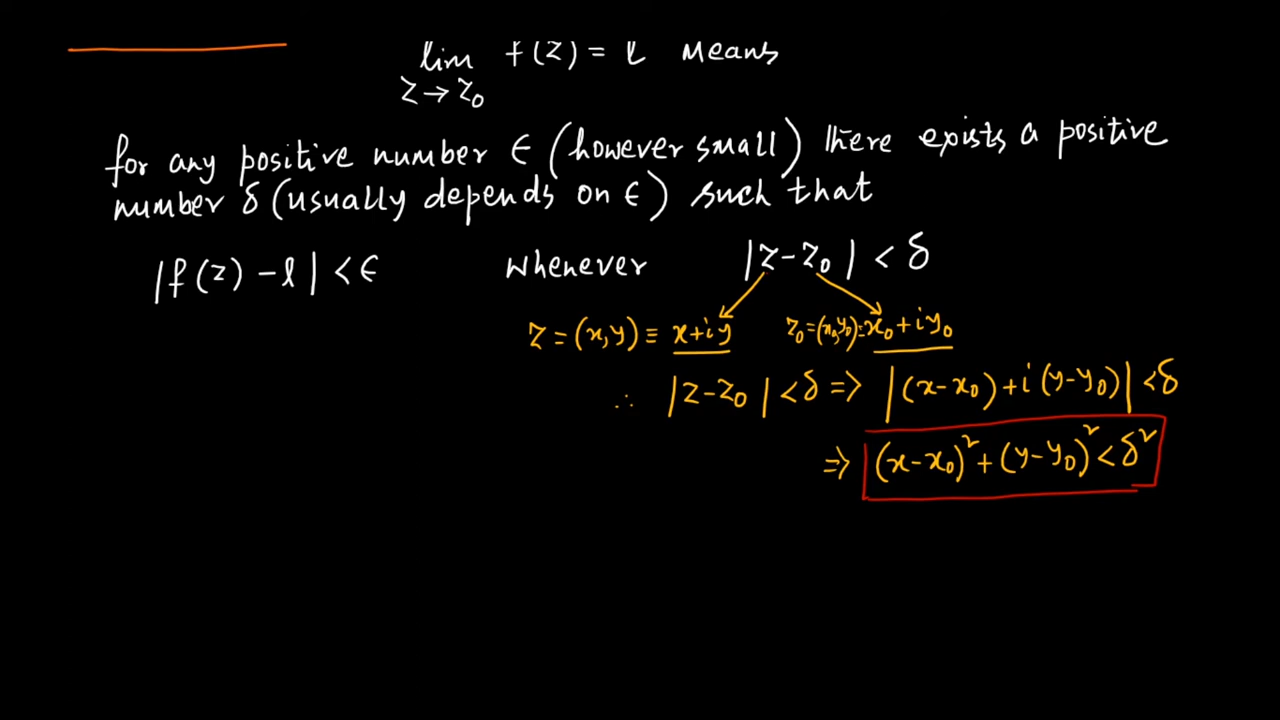 lim f(z) = l means
z → z₀
for any positive number ϵ (however small) there exists a positive
number δ (usually depends on ϵ) such that
|f(z) - l| < ϵ whenever |z - z₀| < δ
z = (x,y) ≡ x+iy z₀ = (x₀,y₀) = x₀+iy₀
∴ |z-z₀| < δ => |(x-x₀)+i(y-y₀)| < δ
=> (x-x₀)² + (y-y₀)² < δ²